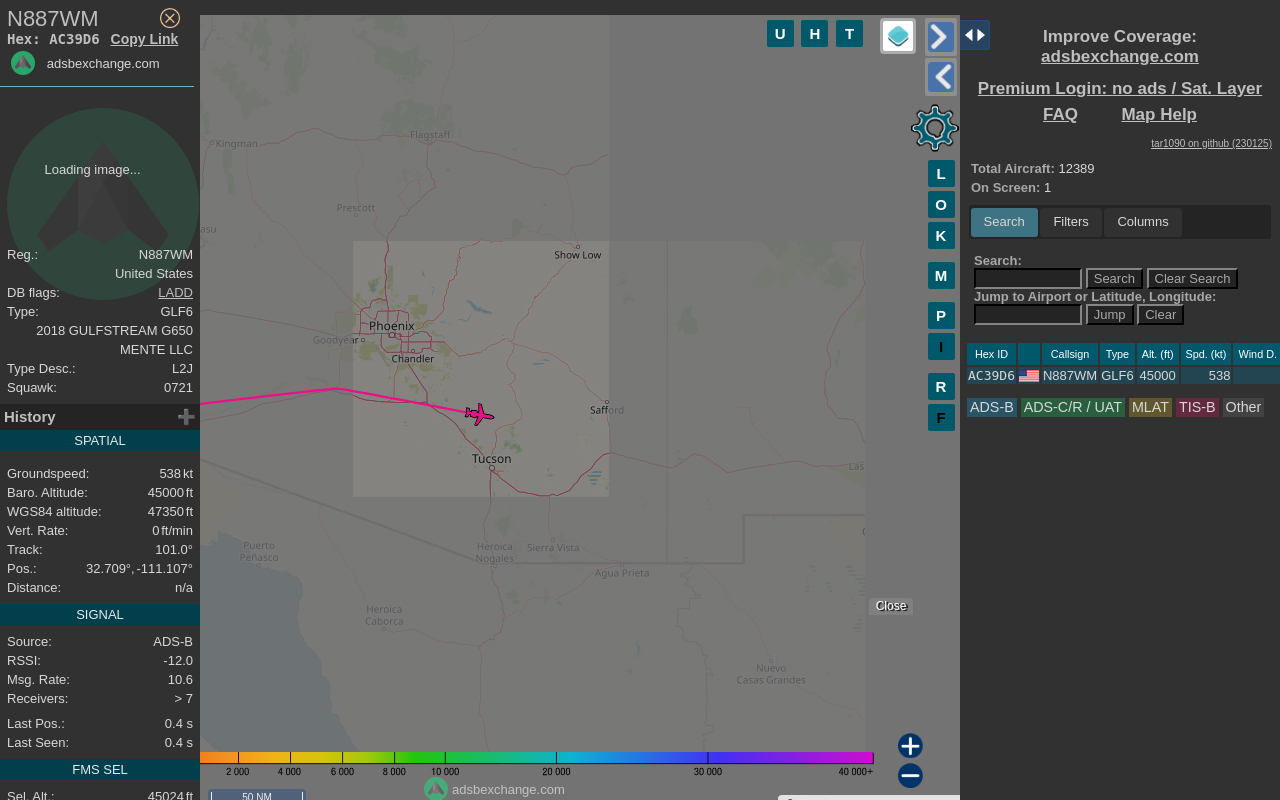 N887WM
Hex: AC39D6 Copy Link
adsbexchange.com
Loading image...
Reg.: N887WM
United States
DB flags: LADD
Type: GLF6
2018 GULFSTREAM G650
MENTE LLC
Type Desc.: L2J
Squawk: 0721
History
SPATIAL
Groundspeed: 538 kt
Baro. Altitude: 45000 ft
WGS84 altitude: 47350 ft
Vert. Rate: 0 ft/min
Track: 101.0°
Pos.: 32.709°, -111.107°
Distance: n/a
SIGNAL
Source: ADS-B
RSSI: -12.0
Msg. Rate: 10.6
Receivers: > 7
Last Pos.: 0.4 s
Last Seen: 0.4 s
FMS SEL
Sel. Alt.: 45024 ft
U H T
L
O
K
M
P
I
R
F
Kingman
Flagstaff
Prescott
asu
Show Low
Phoenix
Goodyear
Chandler
Safford
Tucson
Las
Puerto
Peñasco
Heroica
Nogales
Sierra Vista
Agua Prieta
Heroica
Caborca
Nuevo
Casas Grandes
Close
2 000 4 000 6 000 8 000 10 000 20 000 30 000 40 000+
adsbexchange.com
50 NM
Improve Coverage:
adsbexchange.com
Premium Login: no ads / Sat. Layer
FAQ Map Help
tar1090 on github (230125)
Total Aircraft: 12389
On Screen: 1
Search Filters Columns
Search:
Search Clear Search
Jump to Airport or Latitude, Longitude:
Jump Clear
Hex ID Callsign Type Alt. (ft) Spd. (kt) Wind D.
AC39D6 N887WM GLF6 45000 538
ADS-B ADS-C/R / UAT MLAT TIS-B Other